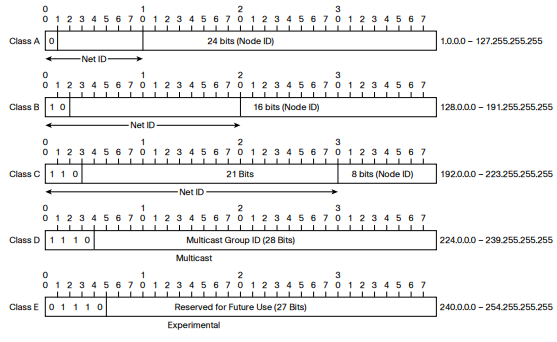 0 1 2 3
0 1 2 3 4 5 6 7 0 1 2 3 4 5 6 7 0 1 2 3 4 5 6 7 0 1 2 3 4 5 6 7
Class A 0 24 bits (Node ID) 1.0.0.0 – 127.255.255.255
Net ID
0 1 2 3
0 1 2 3 4 5 6 7 0 1 2 3 4 5 6 7 0 1 2 3 4 5 6 7 0 1 2 3 4 5 6 7
Class B 1 0 16 bits (Node ID) 128.0.0.0 – 191.255.255.255
Net ID
0 1 2 3
0 1 2 3 4 5 6 7 0 1 2 3 4 5 6 7 0 1 2 3 4 5 6 7 0 1 2 3 4 5 6 7
Class C 1 1 0 21 Bits 8 bits (Node ID) 192.0.0.0 – 223.255.255.255
Net ID
0 1 2 3
0 1 2 3 4 5 6 7 0 1 2 3 4 5 6 7 0 1 2 3 4 5 6 7 0 1 2 3 4 5 6 7
Class D 1 1 1 0 Multicast Group ID (28 Bits) 224.0.0.0 – 239.255.255.255
Multicast
0 1 2 3
0 1 2 3 4 5 6 7 0 1 2 3 4 5 6 7 0 1 2 3 4 5 6 7 0 1 2 3 4 5 6 7
Class E 0 1 1 1 0 Reserved for Future Use (27 Bits) 240.0.0.0 – 254.255.255.255
Experimental